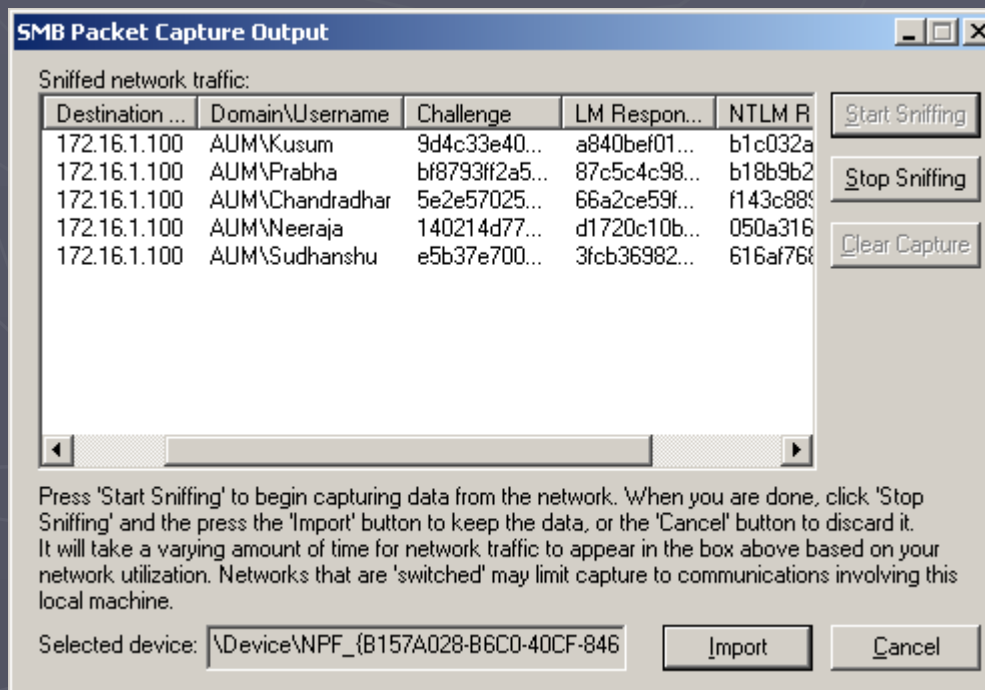 SMB Packet Capture Output
Sniffed network traffic:
Destination ... Domain\Username Challenge LM Respon... NTLM R
172.16.1.100 AUM\Kusum 9d4c33e40... a840bef01... b1c032a
172.16.1.100 AUM\Prabha bf8793ff2a5... 87c5c4c98... b18b9b2
172.16.1.100 AUM\Chandradhar 5e2e57025... 66a2ce59f... f143c889
172.16.1.100 AUM\Neeraja 140214d77... d1720c10b... 050a316
172.16.1.100 AUM\Sudhanshu e5b37e700... 3fcb36982... 616af768
Start Sniffing
Stop Sniffing
Clear Capture
Press 'Start Sniffing' to begin capturing data from the network. When you are done, click 'Stop
Sniffing' and the press the 'Import' button to keep the data, or the 'Cancel' button to discard it.
It will take a varying amount of time for network traffic to appear in the box above based on your
network utilization. Networks that are 'switched' may limit capture to communications involving this
local machine.
Selected device: \Device\NPF_{B157A028-B6C0-40CF-846
Import
Cancel